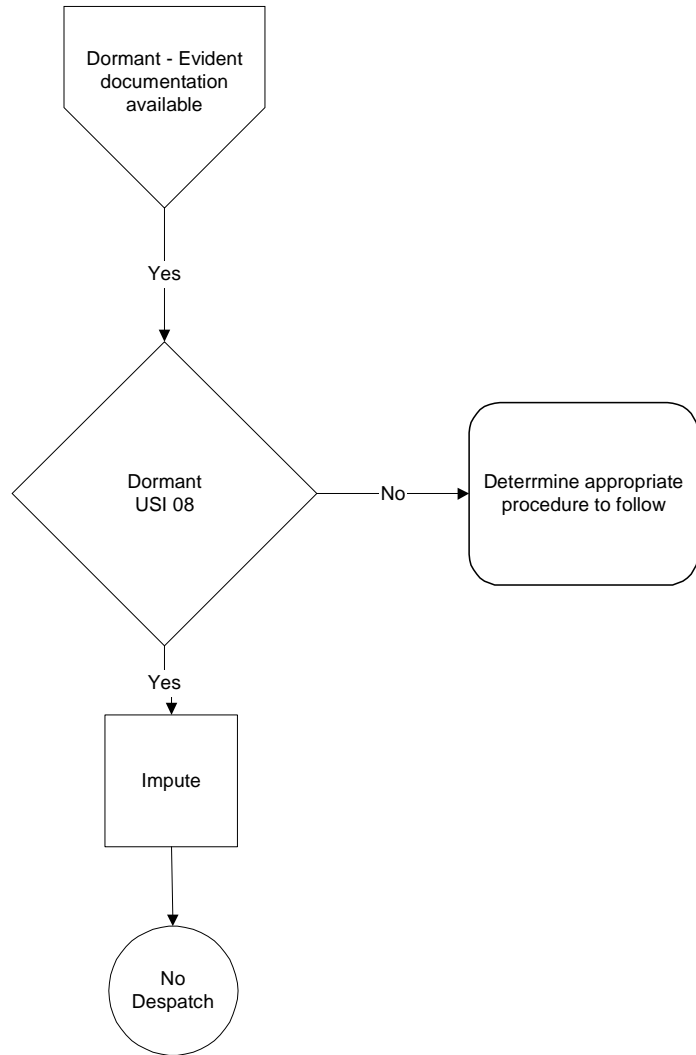 Dormant - Evident
documentation
available
Yes
Dormant
USI 08
No
Deterrmine appropriate
procedure to follow
Yes
Impute
No
Despatch